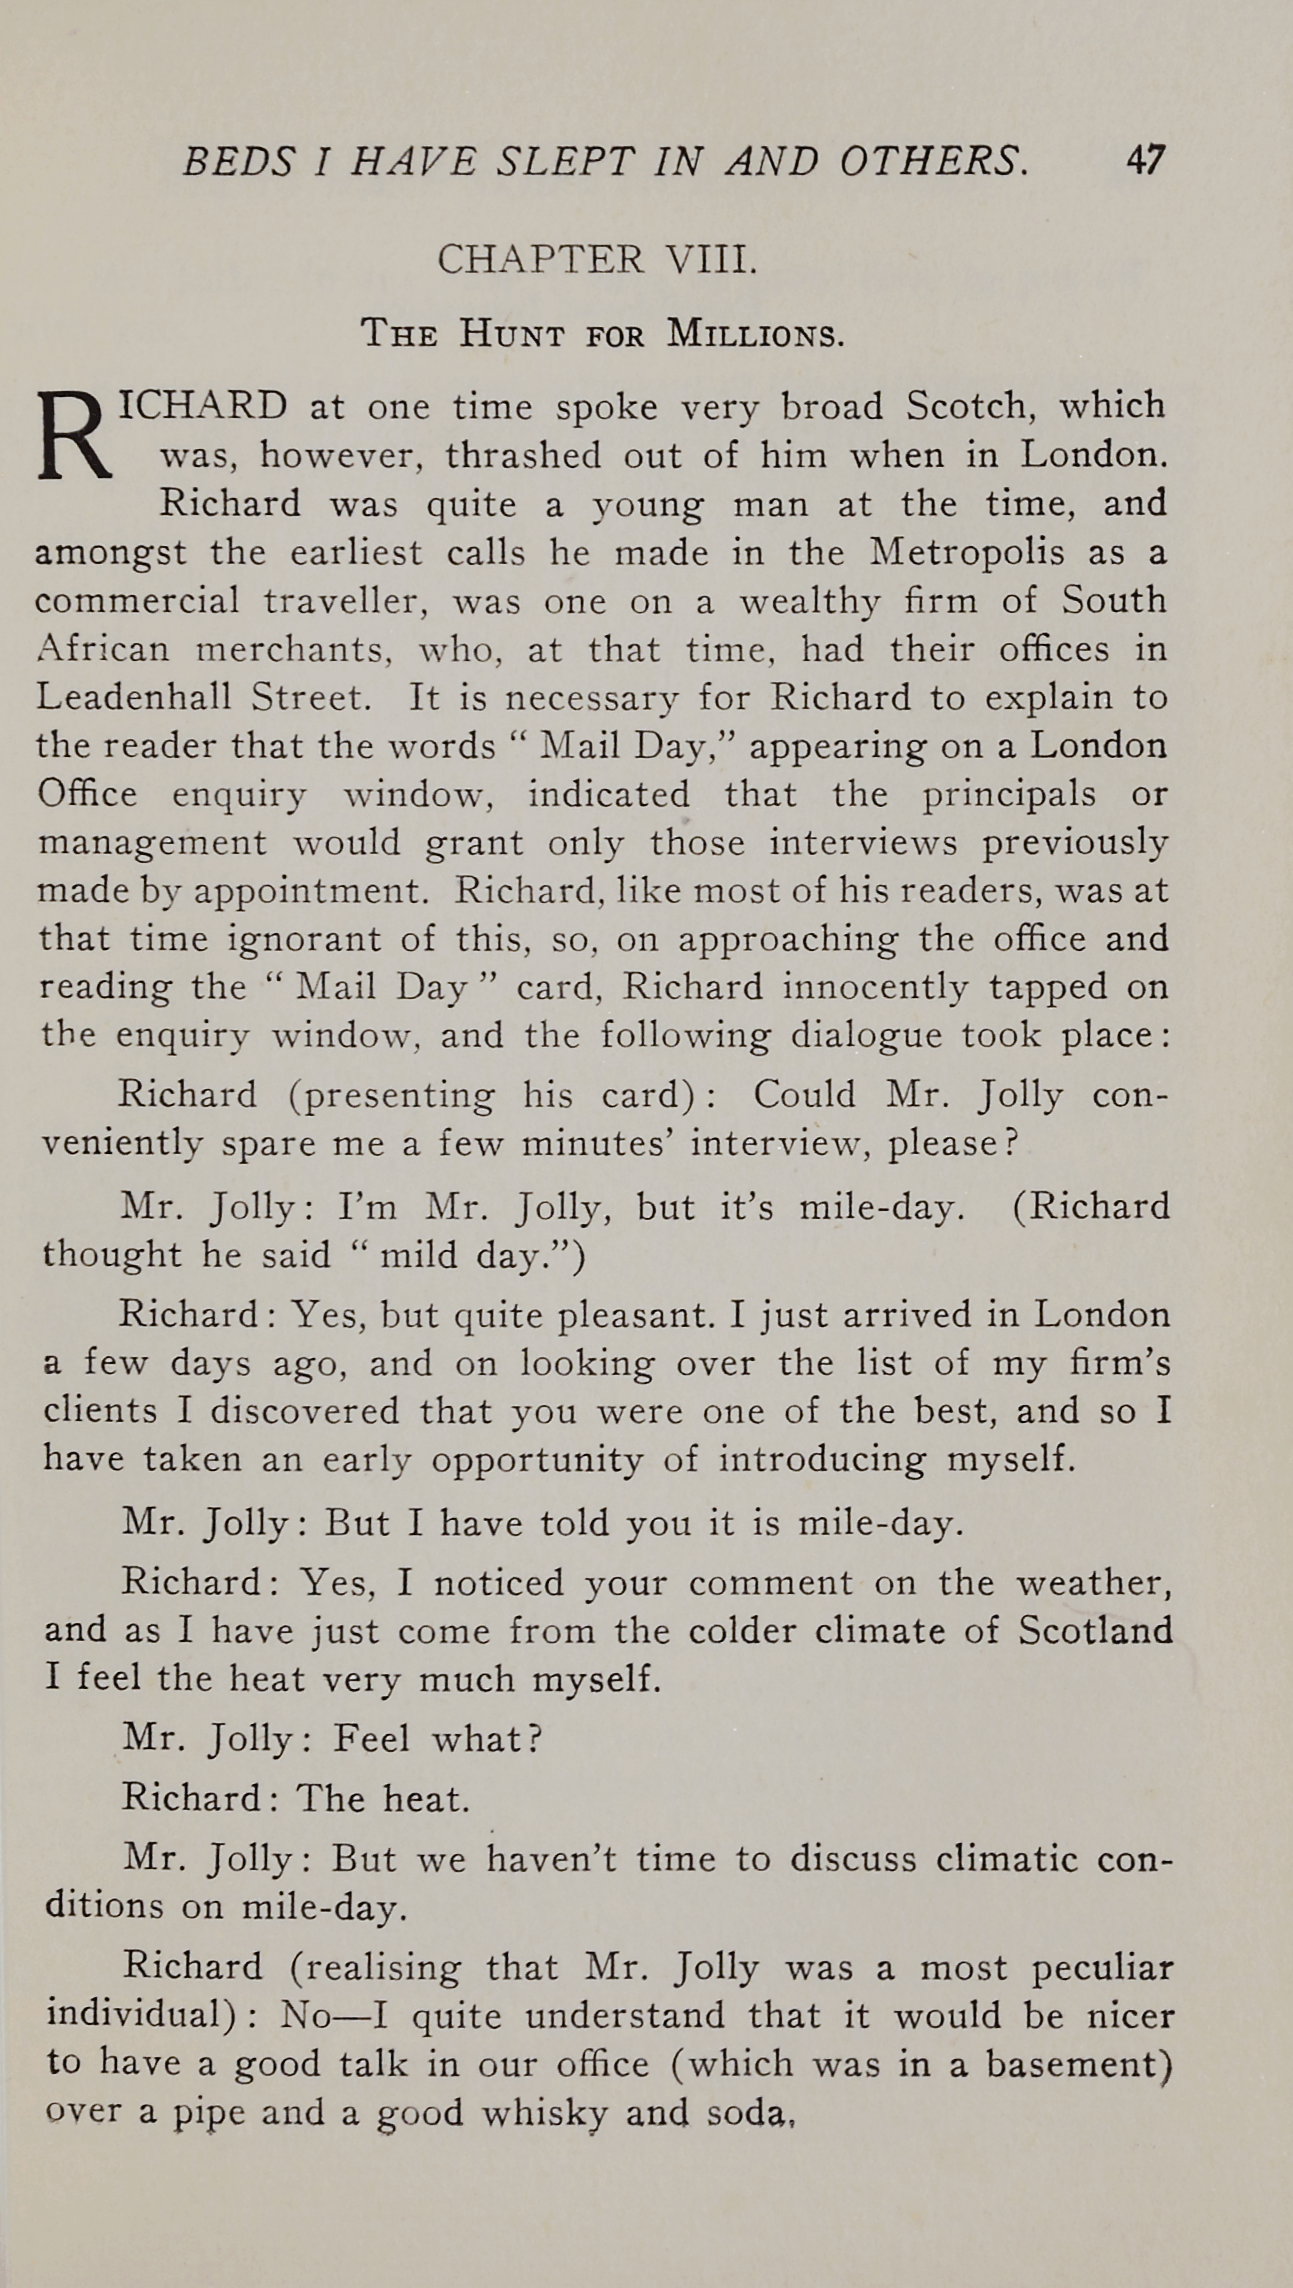 BEDS I HAVE SLEPT IN AND OTHERS. 47
CHAPTER VIII.
THE HUNT FOR MILLIONS.
RICHARD at one time spoke very broad Scotch, which
was, however, thrashed out of him when in London.
Richard was quite a young man at the time, and
amongst the earliest calls he made in the Metropolis as a
commercial traveller, was one on a wealthy firm of South
African merchants, who, at that time, had their offices in
Leadenhall Street. It is necessary for Richard to explain to
the reader that the words “ Mail Day,” appearing on a London
Office enquiry window, indicated that the principals or
management would grant only those interviews previously
made by appointment. Richard, like most of his readers, was at
that time ignorant of this, so, on approaching the office and
reading the “ Mail Day ” card, Richard innocently tapped on
the enquiry window, and the following dialogue took place:
Richard (presenting his card): Could Mr. Jolly con-
veniently spare me a few minutes’ interview, please?
Mr. Jolly: I’m Mr. Jolly, but it’s mile-day. (Richard
thought he said “ mild day.”)
Richard: Yes, but quite pleasant. I just arrived in London
a few days ago, and on looking over the list of my firm’s
clients I discovered that you were one of the best, and so I
have taken an early opportunity of introducing myself.
Mr. Jolly: But I have told you it is mile-day.
Richard: Yes, I noticed your comment on the weather,
and as I have just come from the colder climate of Scotland
I feel the heat very much myself.
Mr. Jolly: Feel what?
Richard: The heat.
Mr. Jolly: But we haven’t time to discuss climatic con-
ditions on mile-day.
Richard (realising that Mr. Jolly was a most peculiar
individual): No—I quite understand that it would be nicer
to have a good talk in our office (which was in a basement)
over a pipe and a good whisky and soda.